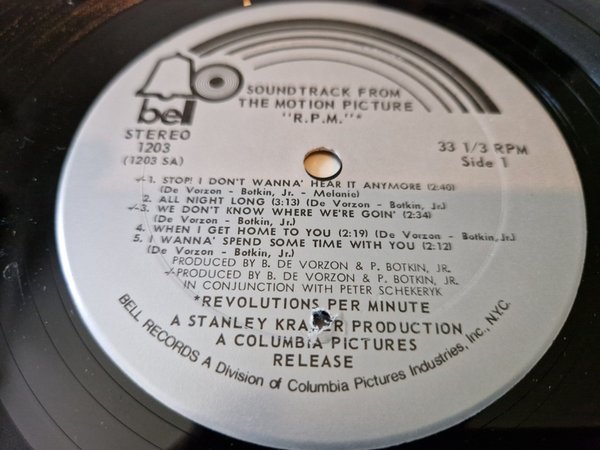 bell
SOUNDTRACK FROM
THE MOTION PICTURE
"R.P.M."*
STEREO
1203
(1203 SA)
33 1/3 RPM
Side 1
1. STOP! I DON'T WANNA' HEAR IT ANYMORE (2:40)
(De Vorzon - Botkin, Jr. - Melanie)
2. ALL NIGHT LONG (3:13) (De Vorzon - Botkin, Jr.)
3. WE DON'T KNOW WHERE WE'RE GOIN' (2:34)
(De Vorzon - Botkin, Jr.)
4. WHEN I GET HOME TO YOU (2:19) (De Vorzon - Botkin, Jr.)
5. I WANNA' SPEND SOME TIME WITH YOU (2:12)
(De Vorzon - Botkin, Jr.)
PRODUCED BY B. DE VORZON & P. BOTKIN, JR.
PRODUCED BY B. DE VORZON & P. BOTKIN, JR.
IN CONJUNCTION WITH PETER SCHEKERYK
*REVOLUTIONS PER MINUTE
A STANLEY PRODUCTION
A COLUMBIA PICTURES
RELEASE
BELL RECORDS A Division of Columbia Pictures Industries, Inc., N.Y.C.